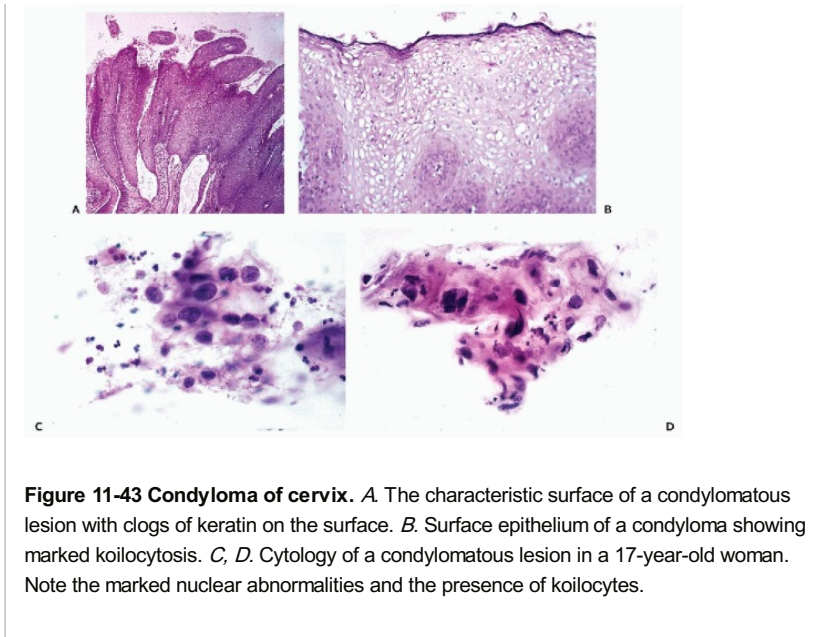 A
B
C
D
Figure 11-43 Condyloma of cervix. A. The characteristic surface of a condylomatous
lesion with clogs of keratin on the surface. B. Surface epithelium of a condyloma showing
marked koilocytosis. C, D. Cytology of a condylomatous lesion in a 17-year-old woman.
Note the marked nuclear abnormalities and the presence of koilocytes.